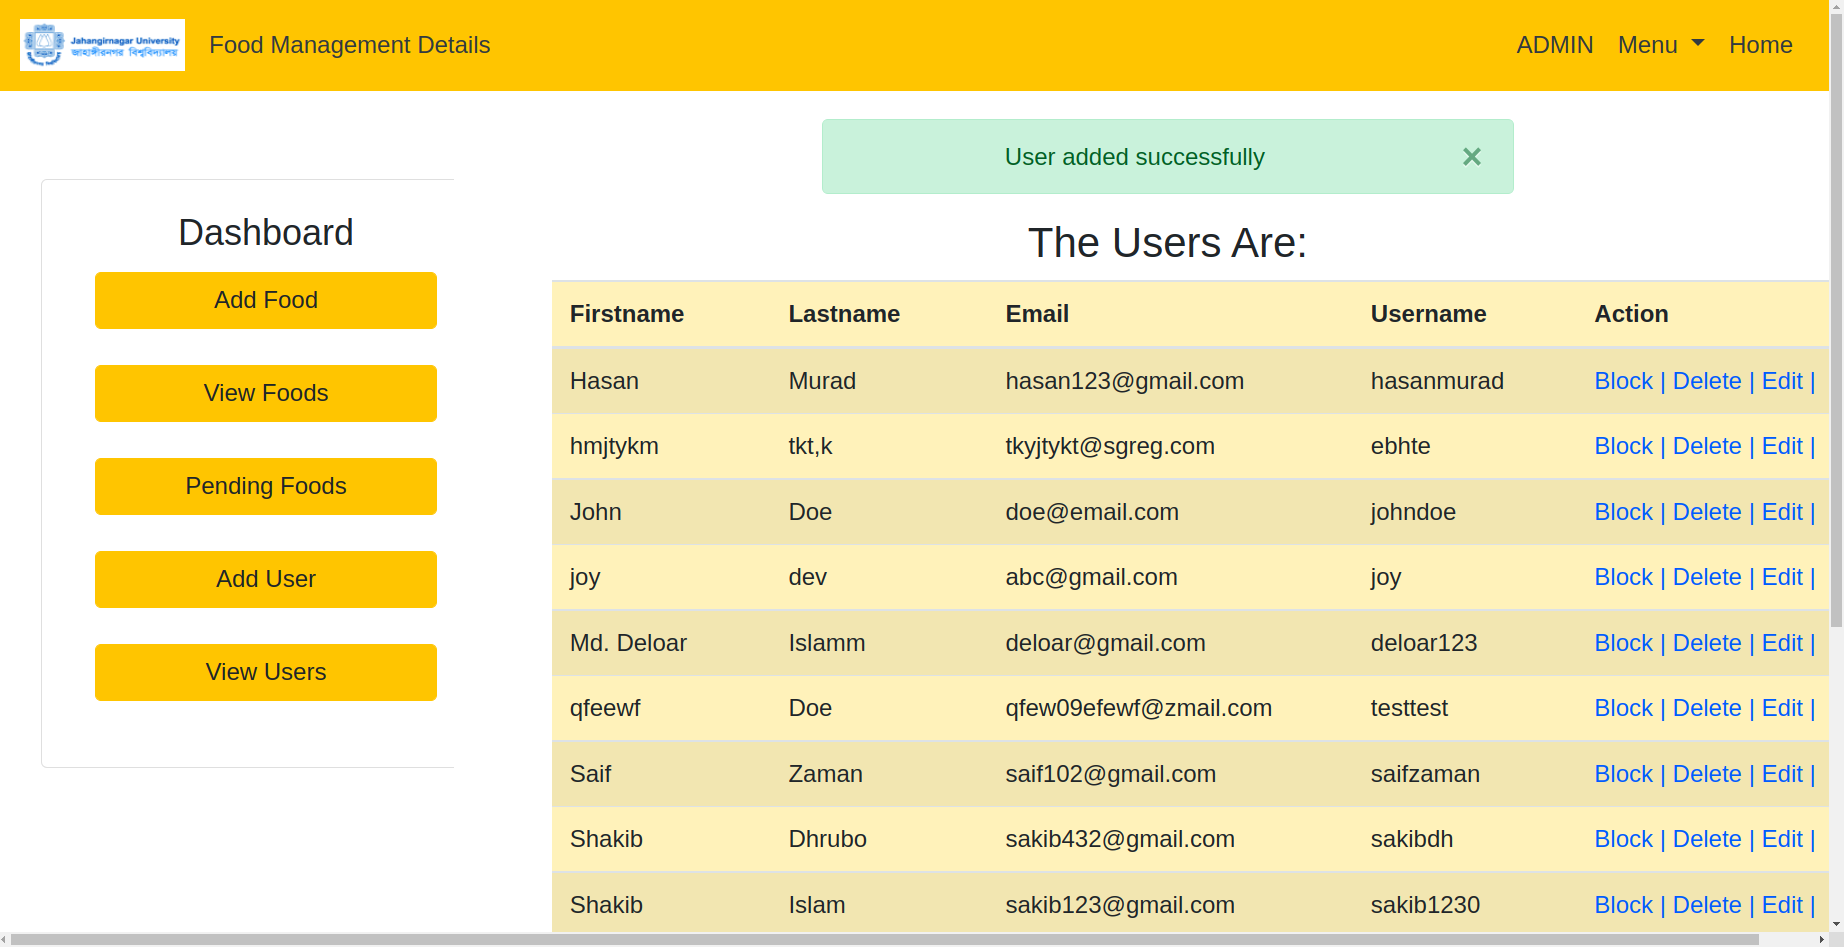 Jahangirnagar University
জাহাঙ্গীরনগর বিশ্ববিদ্যালয়
Food Management Details
ADMIN Menu Home
User added successfully ×
Dashboard
Add Food
View Foods
Pending Foods
Add User
View Users
The Users Are:
Firstname Lastname Email Username Action
Hasan Murad hasan123@gmail.com hasanmurad Block | Delete | Edit |
hmjtykm tkt,k tkyjtykt@sgreg.com ebhte Block | Delete | Edit |
John Doe doe@email.com johndoe Block | Delete | Edit |
joy dev abc@gmail.com joy Block | Delete | Edit |
Md. Deloar Islamm deloar@gmail.com deloar123 Block | Delete | Edit |
qfeewf Doe qfew09efewf@zmail.com testtest Block | Delete | Edit |
Saif Zaman saif102@gmail.com saifzaman Block | Delete | Edit |
Shakib Dhrubo sakib432@gmail.com sakibdh Block | Delete | Edit |
Shakib Islam sakib123@gmail.com sakib1230 Block | Delete | Edit |